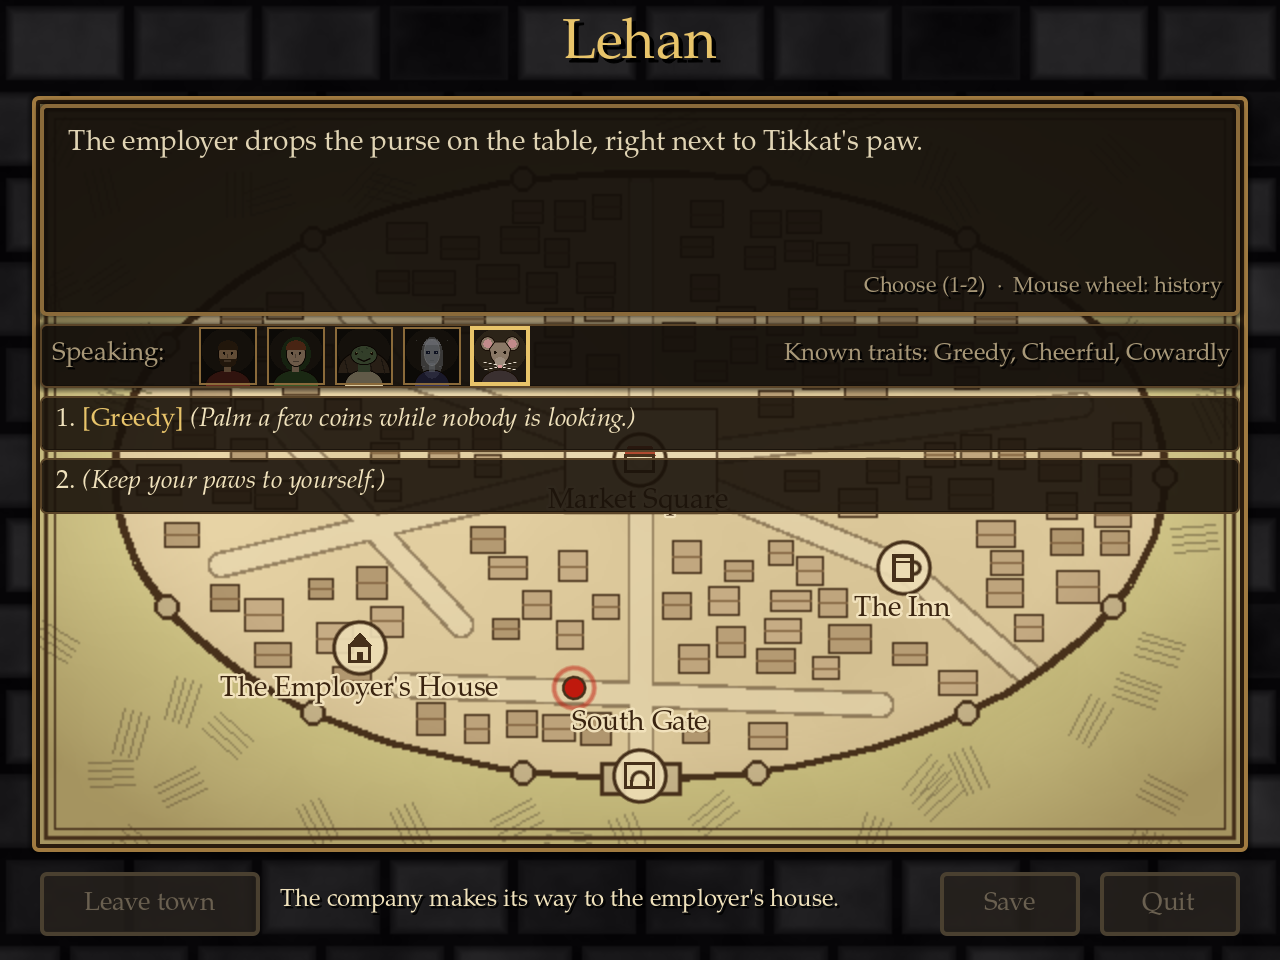 Lehan
The employer drops the purse on the table, right next to Tikkat's paw.
Choose (1-2) · Mouse wheel: history
Speaking:
Known traits: Greedy, Cheerful, Cowardly
1. [Greedy] (Palm a few coins while nobody is looking.)
2. (Keep your paws to yourself.)
Market Square
The Inn
The Employer's House
South Gate
Leave town
The company makes its way to the employer's house.
Save
Quit